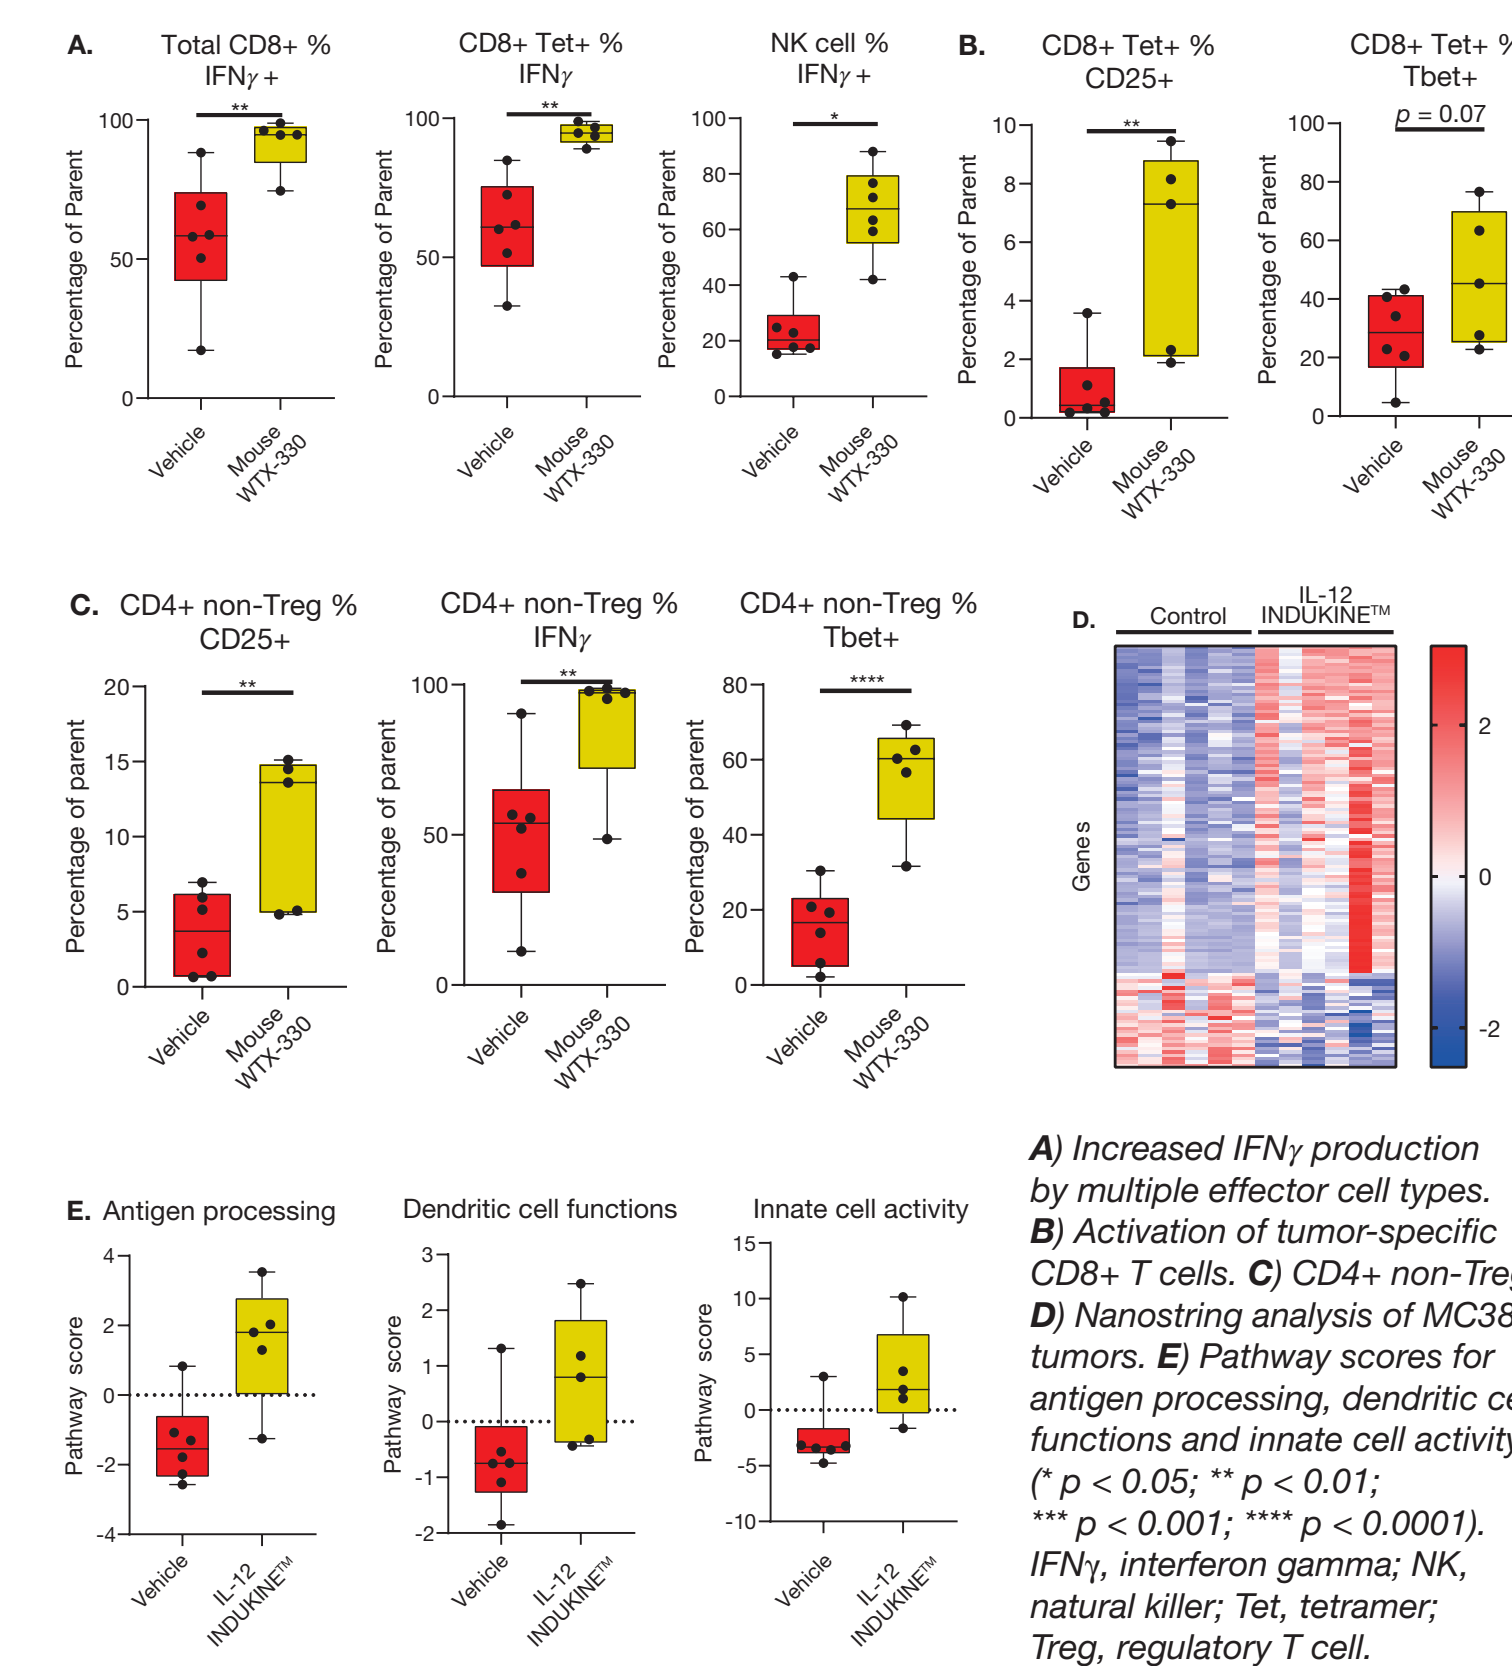 A.
Total CD8+ %
IFNγ +
**
Percentage of Parent
100
50
0
Vehicle
Mouse
WTX-330
CD8+ Tet+ %
IFNγ
**
Percentage of Parent
100
50
0
Vehicle
Mouse
WTX-330
NK cell %
IFNγ +
*
Percentage of Parent
100
80
60
40
20
0
Vehicle
Mouse
WTX-330
B.
CD8+ Tet+ %
CD25+
**
Percentage of Parent
10
8
6
4
2
0
Vehicle
Mouse
WTX-330
CD8+ Tet+ %
Tbet+
p = 0.07
Percentage of Parent
100
80
60
40
20
0
Vehicle
Mouse
WTX-330
C.
CD4+ non-Treg %
CD25+
**
Percentage of parent
20
15
10
5
0
Vehicle
Mouse
WTX-330
CD4+ non-Treg %
IFNγ
**
Percentage of parent
100
50
0
Vehicle
Mouse
WTX-330
CD4+ non-Treg %
Tbet+
****
Percentage of parent
80
60
40
20
0
Vehicle
Mouse
WTX-330
D.
Control
IL-12
INDUKINE™
Genes
2
0
-2
E. Antigen processing
Pathway score
4
2
0
-2
-4
Vehicle
IL-12
INDUKINE™
Dendritic cell functions
Pathway score
3
2
1
0
-1
-2
Vehicle
IL-12
INDUKINE™
Innate cell activity
Pathway score
15
10
5
0
-5
-10
Vehicle
IL-12
INDUKINE™
A) Increased IFNγ production
by multiple effector cell types.
B) Activation of tumor-specific
CD8+ T cells. C) CD4+ non-Treg
D) Nanostring analysis of MC38
tumors. E) Pathway scores for
antigen processing, dendritic ce
functions and innate cell activity
(* p < 0.05; ** p < 0.01;
*** p < 0.001; **** p < 0.0001).
IFNγ, interferon gamma; NK,
natural killer; Tet, tetramer;
Treg, regulatory T cell.